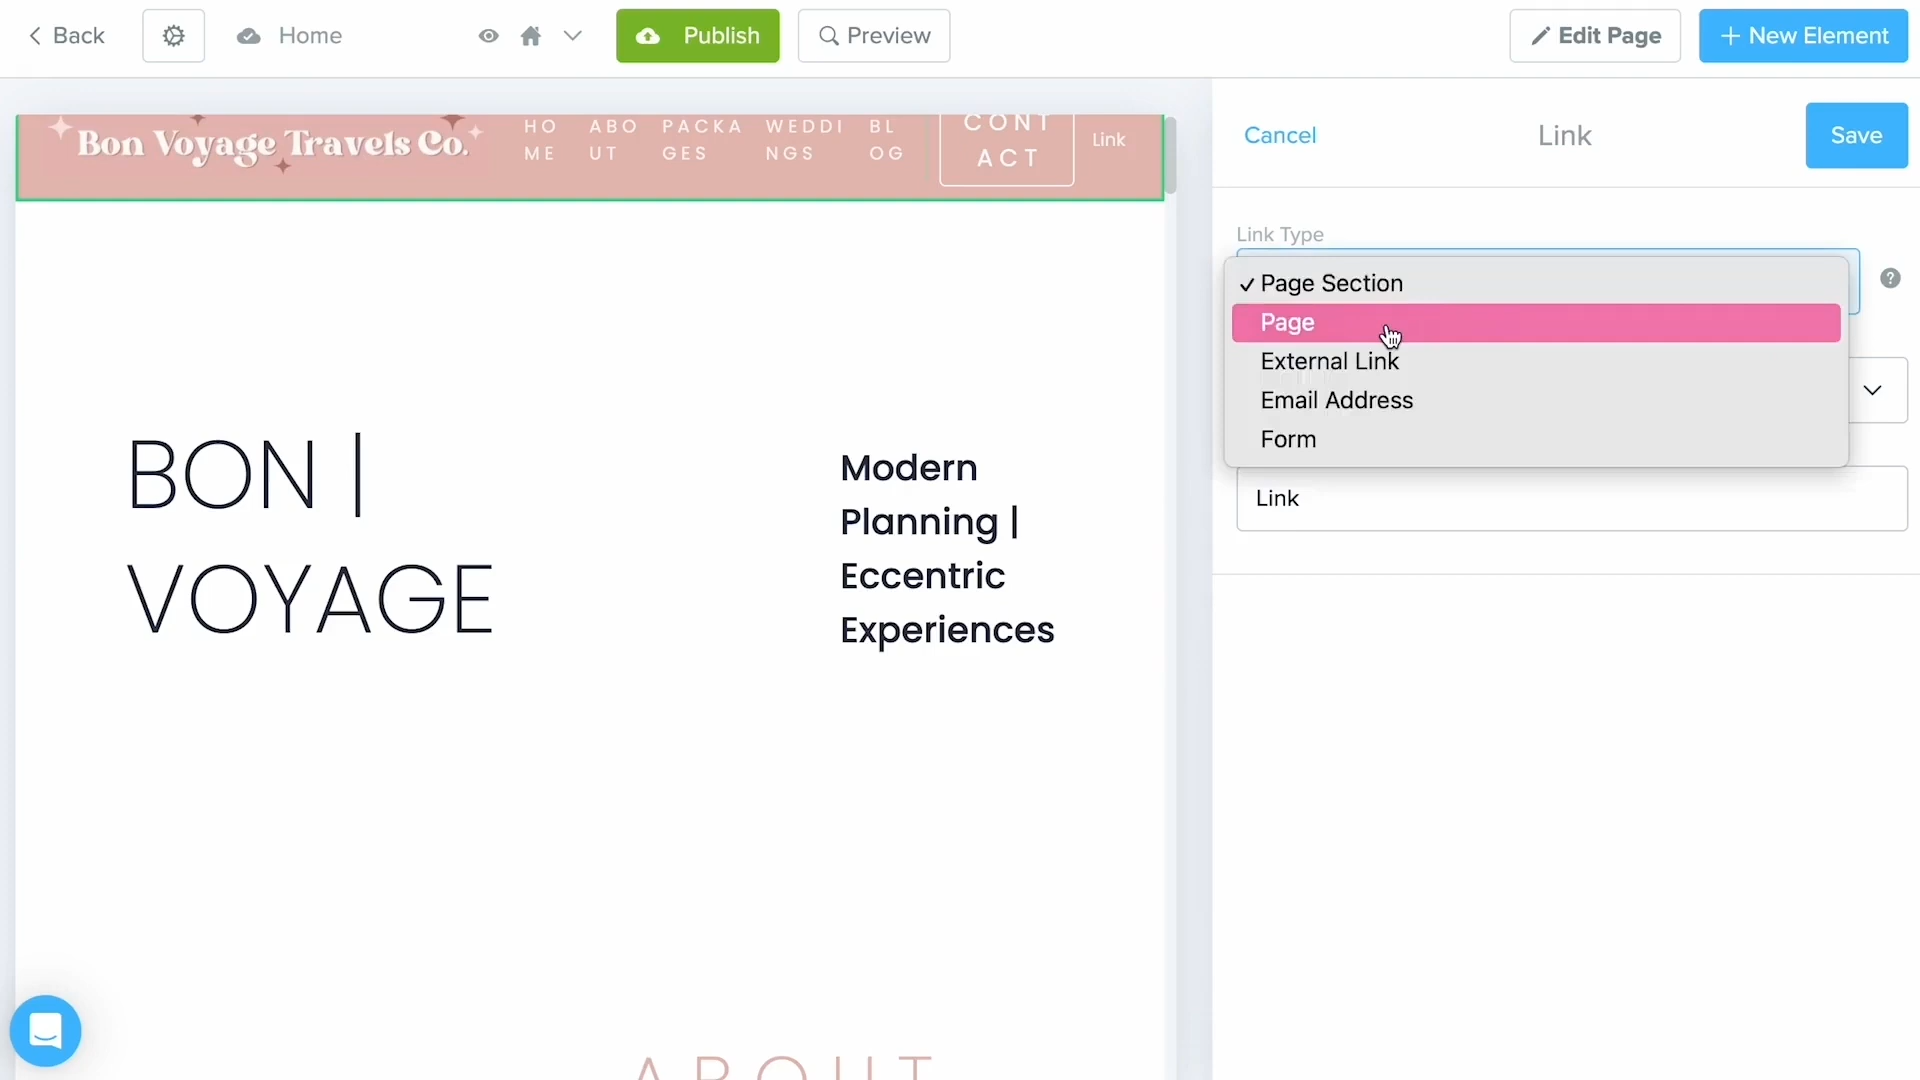 Back
Home
Publish
Preview
Edit Page
+ New Element
Bon Voyage Travels Co.
HO
ME
ABO
UT
PACKA
GES
WEDDI
NGS
BL
OG
CONT
ACT
Link
Cancel
Link
Save
Link Type
✓ Page Section
Page
External Link
Email Address
Form
Link
BON |
VOYAGE
Modern
Planning |
Eccentric
Experiences
ABOUT